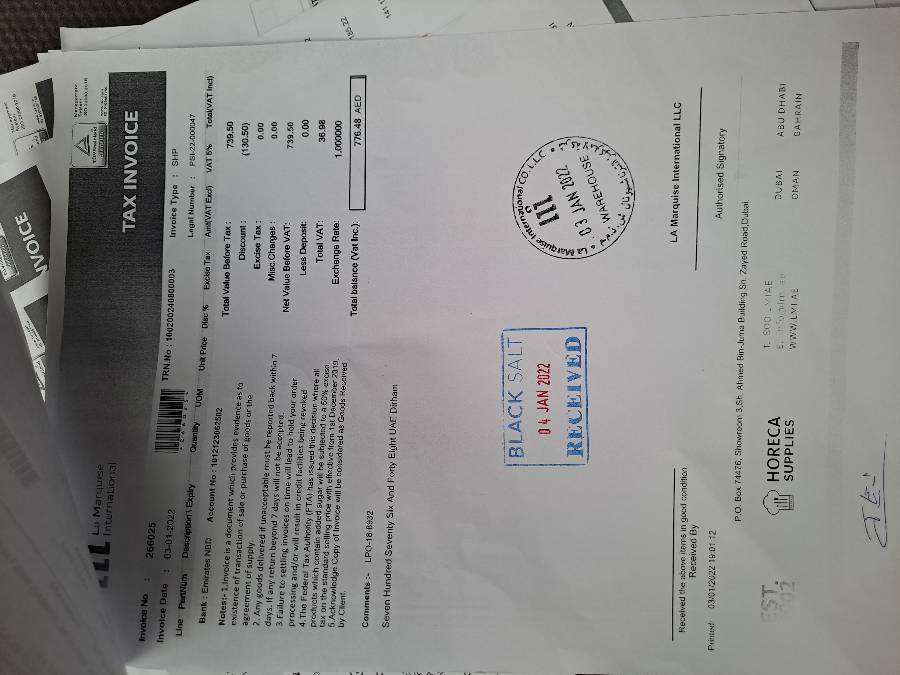 TAX INVOICE
La Marquise
International
Invoice No : 266025
TRN.No : 100200240800003
Invoice Type : SHP
Invoice Date : 03-01-2022
Legal Number : PSI-22-000047
Line PartNum Description \ Expiry Quantity UOM Unit Price Disc % Excise Tax Amt(VAT Excl) VAT 5% Total(VAT Incl)
Bank : Emirates NBD Account No : 1012123062502
Total Value Before Tax : 739.50
Discount : (130.50)
Excise Tax : 0.00
Misc.Charges : 0.00
Net Value Before VAT: 739.50
Less Deposit: 0.00
Total VAT: 36.98
Exchange Rate: 1.000000
Total balance (Vat Inc.): 776.48 AED
Notes:- 1.Invoice is a document which provides evidence as to
existence of transaction of sale or purchase of goods or the
agreement of supply.
2. Any goods delivered if unacceptable must be reported back within 7
days. If any return beyond 7 days will not be accepted.
3. Failure to settling invoices on time will lead to hold your order
processing and/or will result in credit facilities being revoked
4.The Federal Tax Authority (FTA) has issued this decision where all
products which contain added sugar will be subjected to a 50% excise
tax on the standard selling price with effective from 1st December 2019.
5.Acknowledge Copy of Invoice will be considered as Goods Received
by Client.
Comments :- LPO-18-8932
Seven Hundred Seventy Six And Forty Eight UAE Dirham
La Marquise International CO. L.L.C
03 JAN 2022
WAREHOUSE
BLACK SALT
04 JAN 2022
RECEIVED
LA Marquise International LLC
Authorised Signatory
Received the above items in good condition
Received By
Printed: 03/01/2022 19:01:12
P.O. Box 74476, Showroom 3,Sh. Ahmed Bin Juma Building Sh. Zayed Road,Dubai.
EST.
2002
HORECA
SUPPLIES
T. 800 LMIAE
WWW.LMI.AE
DUBAI
ABU DHABI
OMAN
BAHRAIN